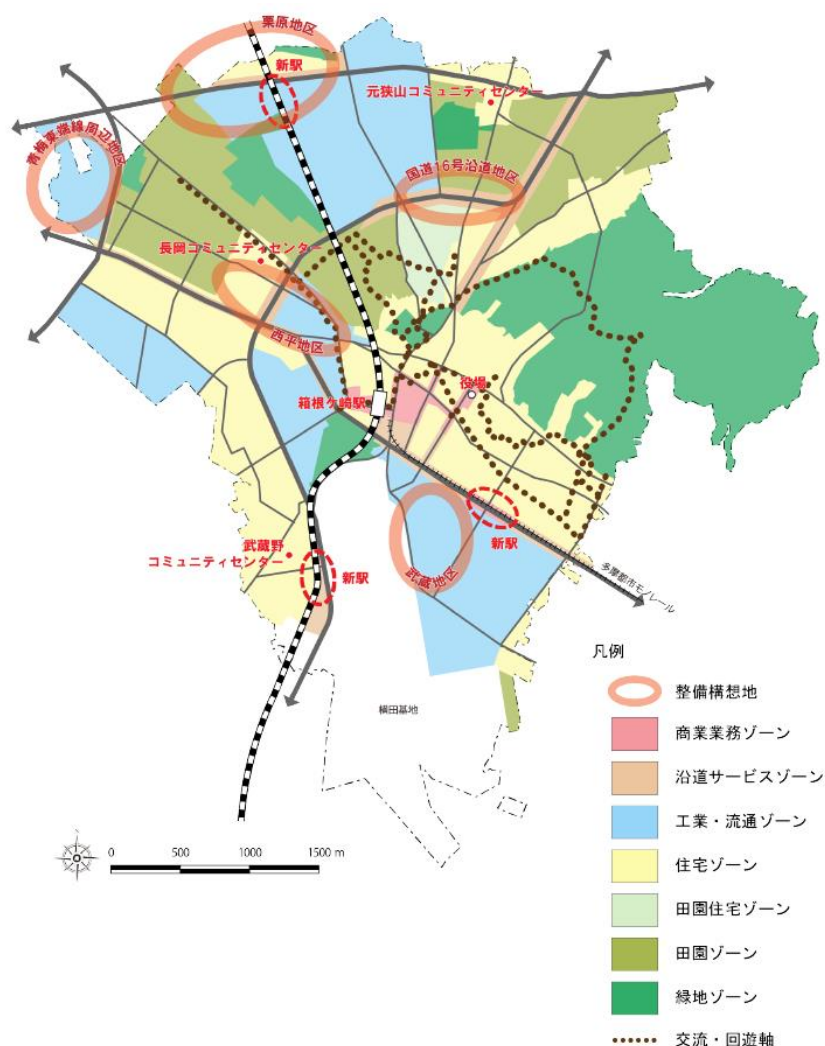 栗原地区
新駅
元狭山コミュニティセンター
青梅東端線周辺地区
国道16号沿道地区
長岡コミュニティセンター
西平地区
役場
箱根ケ崎駅
新駅
武蔵野
コミュニティセンター
新駅
武蔵地区
多摩都市モノレール
横田基地
凡例
整備構想地
商業業務ゾーン
沿道サービスゾーン
工業・流通ゾーン
住宅ゾーン
田園住宅ゾーン
田園ゾーン
緑地ゾーン
交流・回遊軸
0 500 1000 1500 m